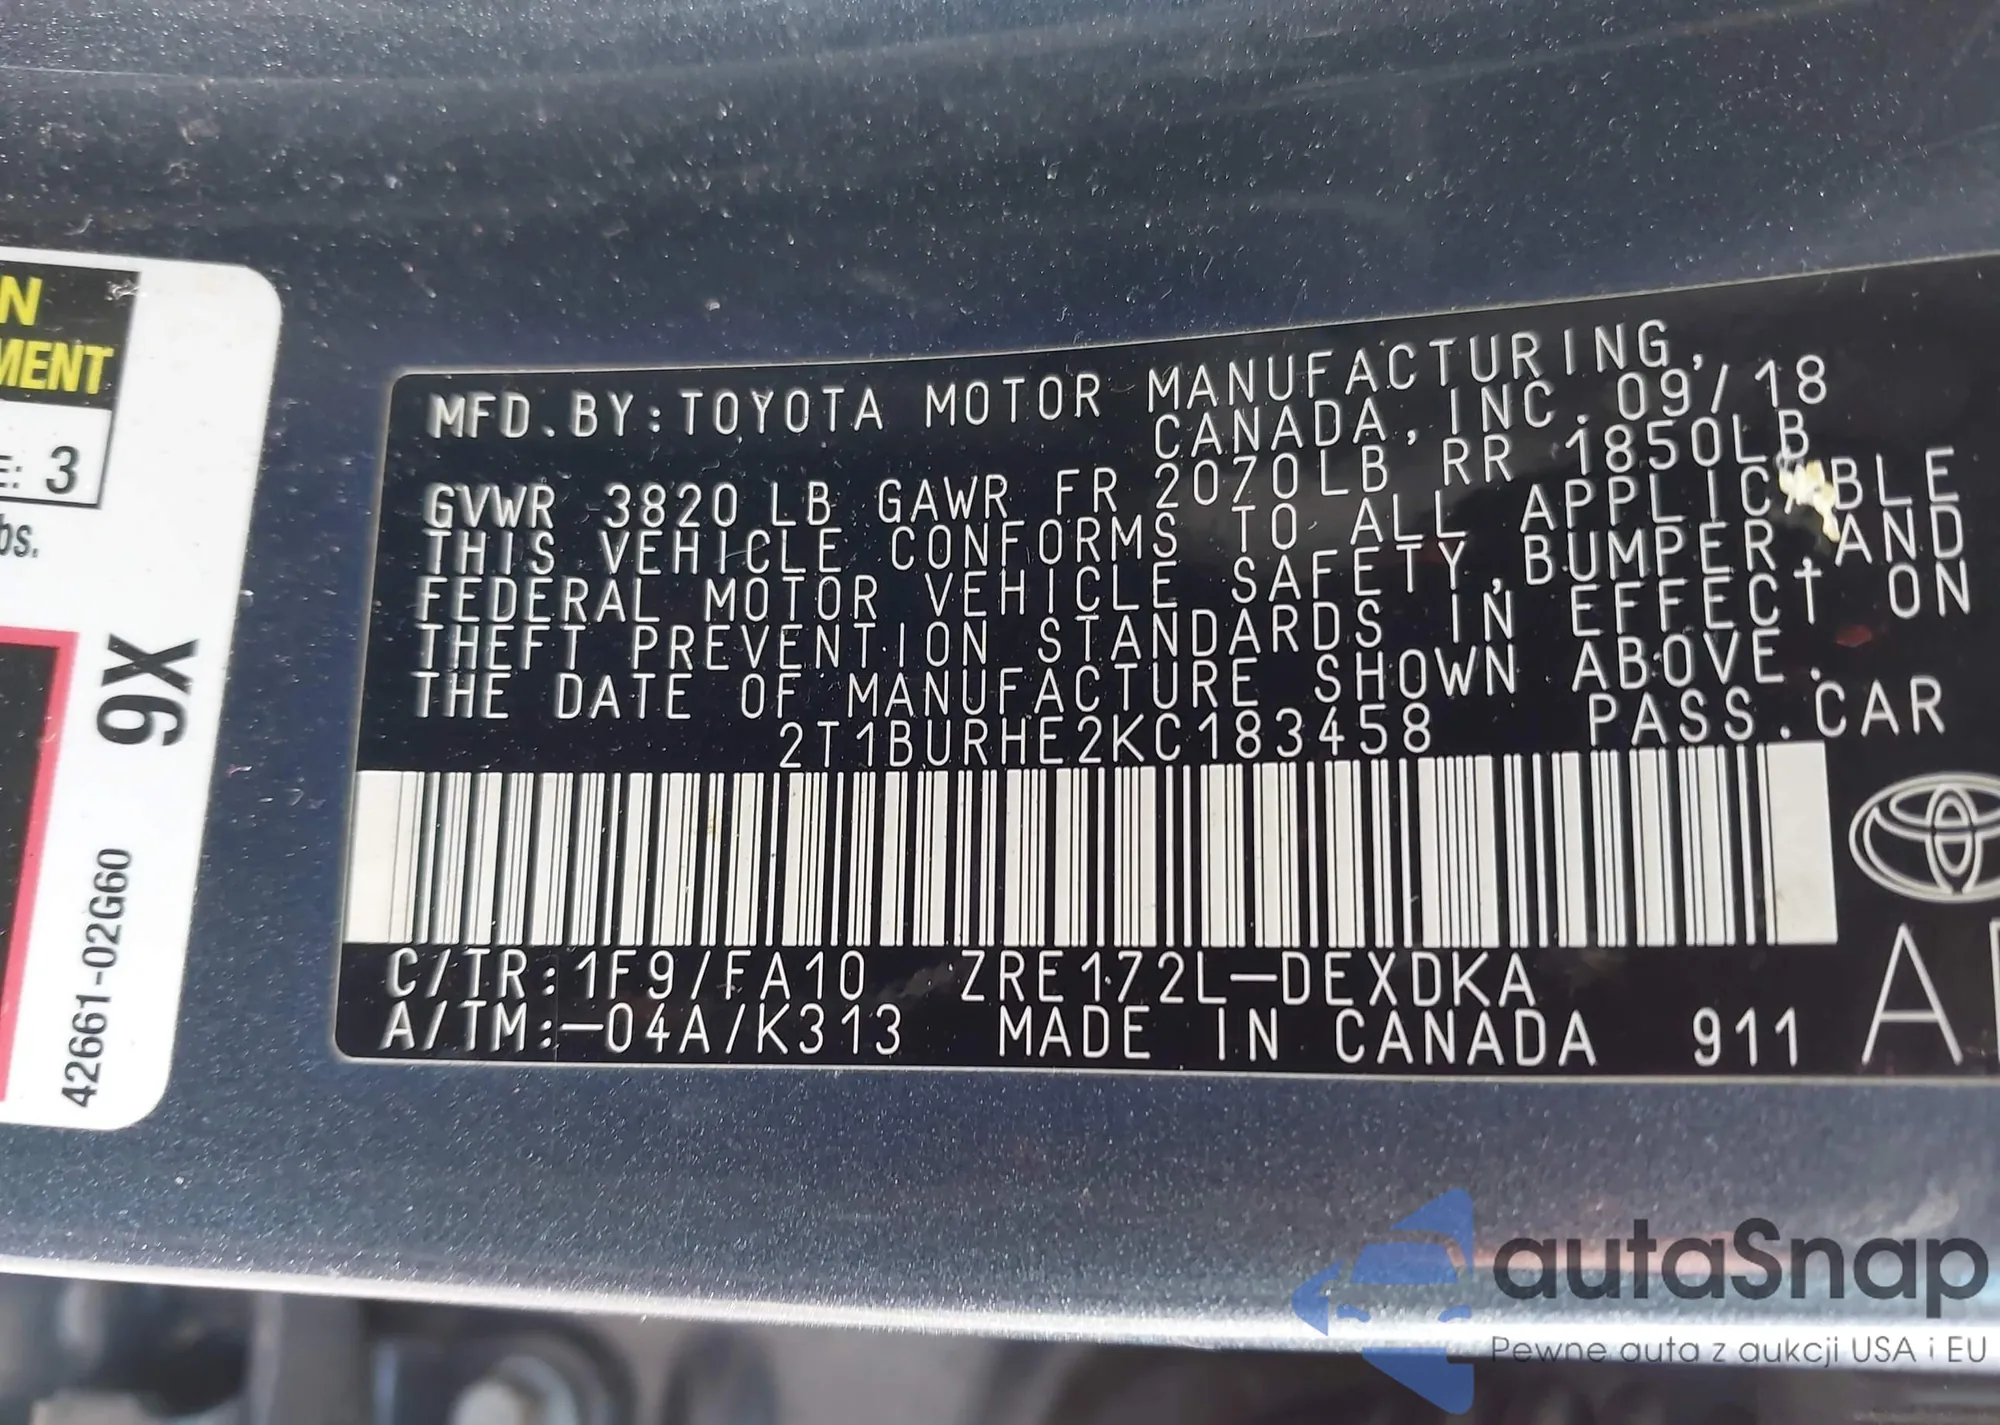 N
MENT
E: 3
bs.
9X
42661-02G60
MFD.BY:TOYOTA MOTOR MANUFACTURING,
CANADA, INC. 09/18
GVWR 3820 LB GAWR FR 2070LB RR 1850LB
THIS VEHICLE CONFORMS TO ALL APPLICABLE
FEDERAL MOTOR VEHICLE SAFETY, BUMPER AND
THEFT PREVENTION STANDARDS IN EFFECT ON
THE DATE OF MANUFACTURE SHOWN ABOVE.
2T1BURHE2KC183458 PASS.CAR
C/TR:1F9/FA10 ZRE172L-DEXDKA
A/TM:-04A/K313 MADE IN CANADA 911
A
autaSnap
Pewne auta z aukcji USA i EU